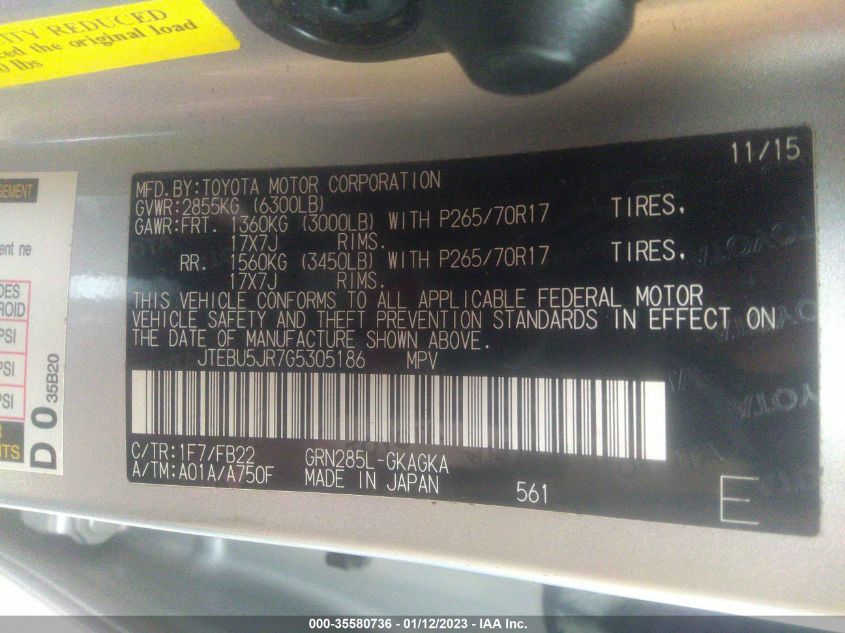 ITY REDUCED
the original load
lbs
11/15
MFD.BY:TOYOTA MOTOR CORPORATION
GVWR:2855KG (6300LB)
GAWR:FRT. 1360KG (3000LB) WITH P265/70R17 TIRES,
17X7J RIMS.
RR. 1560KG (3450LB) WITH P265/70R17 TIRES,
17X7J RIMS.
THIS VEHICLE CONFORMS TO ALL APPLICABLE FEDERAL MOTOR
VEHICLE SAFETY AND THEFT PREVENTION STANDARDS IN EFFECT ON
THE DATE OF MANUFACTURE SHOWN ABOVE.
JTEBU5JR7G5305186 MPV
C/TR:1F7/FB22 GRN285L-GKAGKA
A/TM:A01A/A750F MADE IN JAPAN
561
E
PSI
PSI
PSI
D 0 35B20
000-35580736 - 01/12/2023 - IAA Inc.